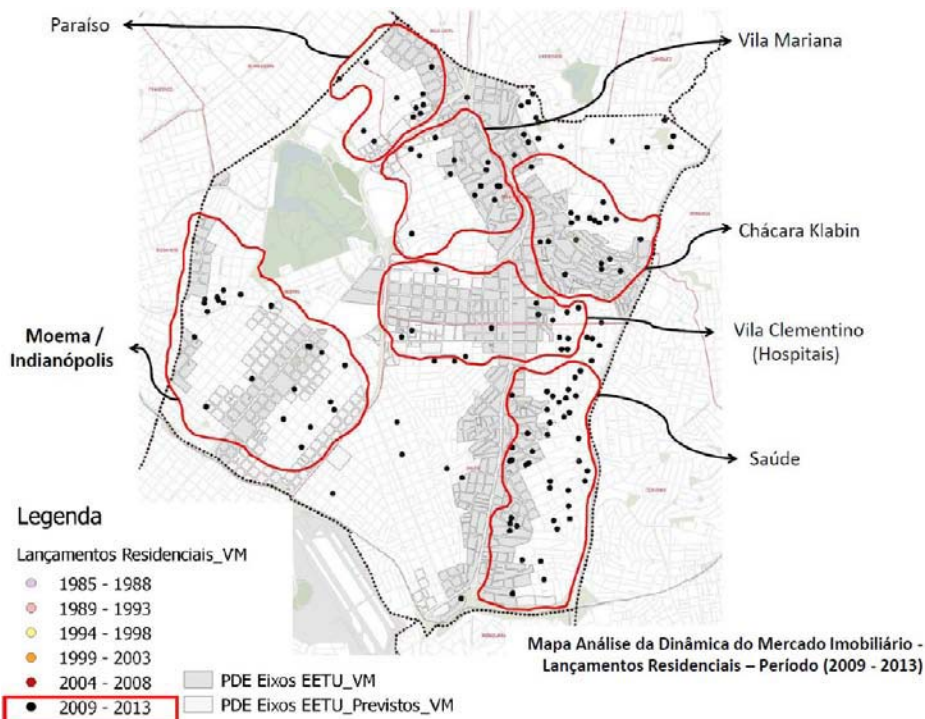 Paraíso
Vila Mariana
Chácara Klabin
Vila Clementino
(Hospitais)
Moema /
Indianópolis
Saúde
Legenda
Lançamentos Residenciais_VM
1985 - 1988
1989 - 1993
1994 - 1998
1999 - 2003
2004 - 2008
2009 - 2013
PDE Eixos EETU_VM
PDE Eixos EETU_Previstos_VM
Mapa Análise da Dinâmica do Mercado Imobiliário -
Lançamentos Residenciais – Período (2009 - 2013)